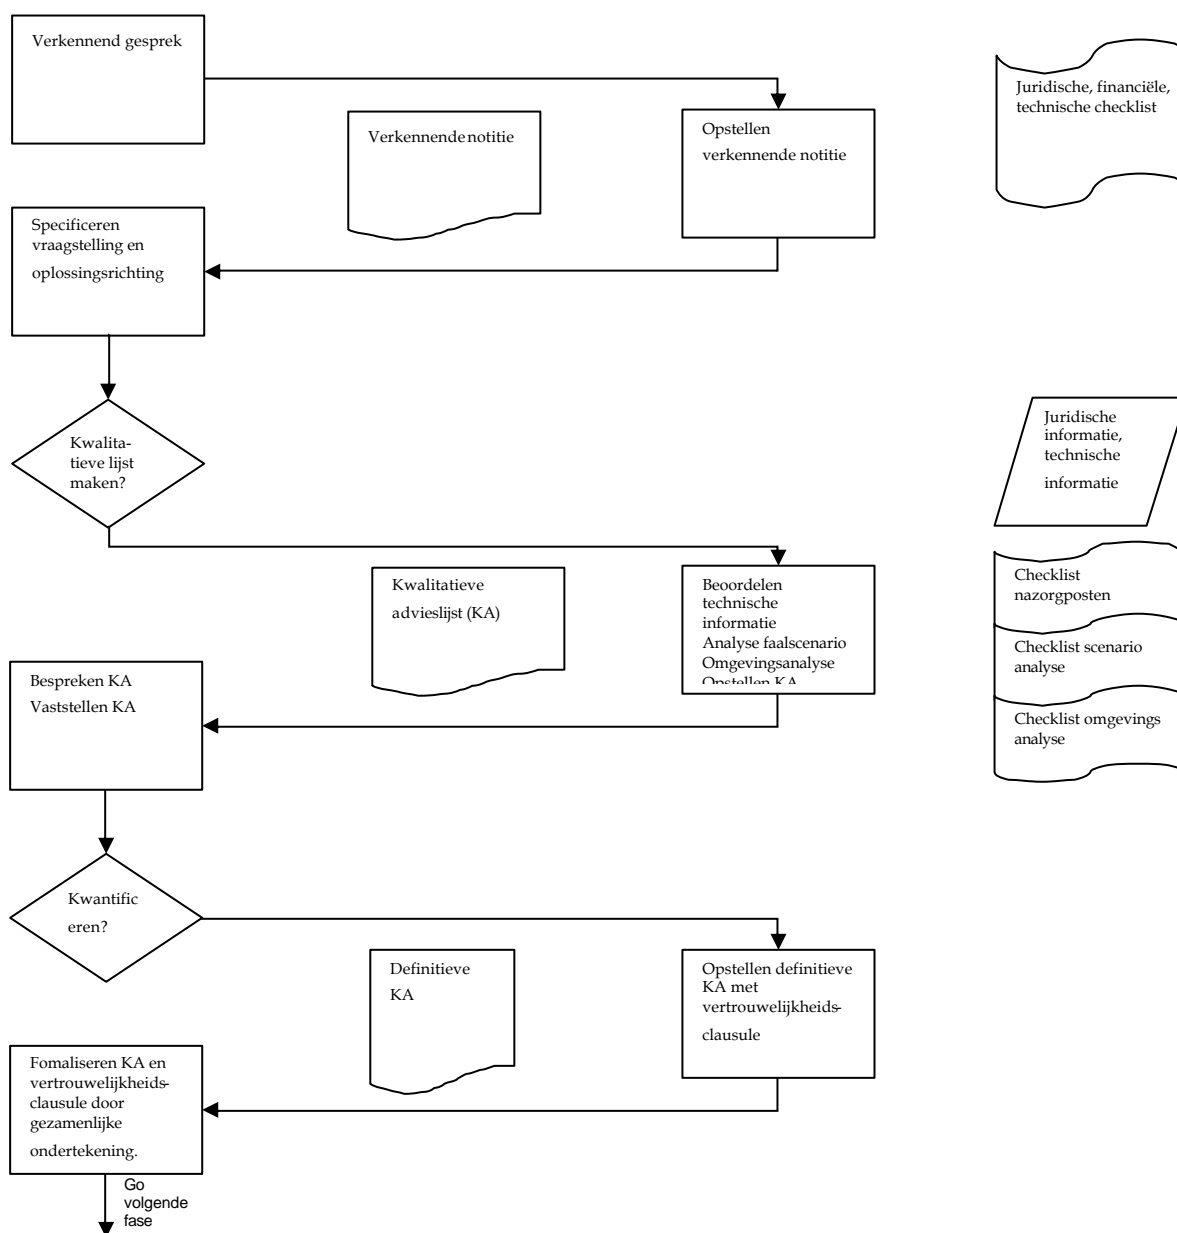 Verkennend gesprek
Juridische, financiële,
technische checklist
Verkennende notitie
Opstellen
verkennende notitie
Specificeren
vraagstelling en
oplossingsrichting
Kwalita-
tieve lijst
maken?
Juridische
informatie,
technische
informatie
Kwalitatieve
advieslijst (KA)
Beoordelen
technische
informatie
Analyse faalscenario
Omgevingsanalyse
Opstellen KA
Checklist
nazorgposten
Checklist scenario
analyse
Checklist omgevings
analyse
Bespreken KA
Vaststellen KA
Kwantific
eren?
Definitieve
KA
Opstellen definitieve
KA met
vertrouwelijkheids-
clausule
Fomaliseren KA en
vertrouwelijkheids-
clausule door
gezamenlijke
ondertekening.
Go
volgende
fase